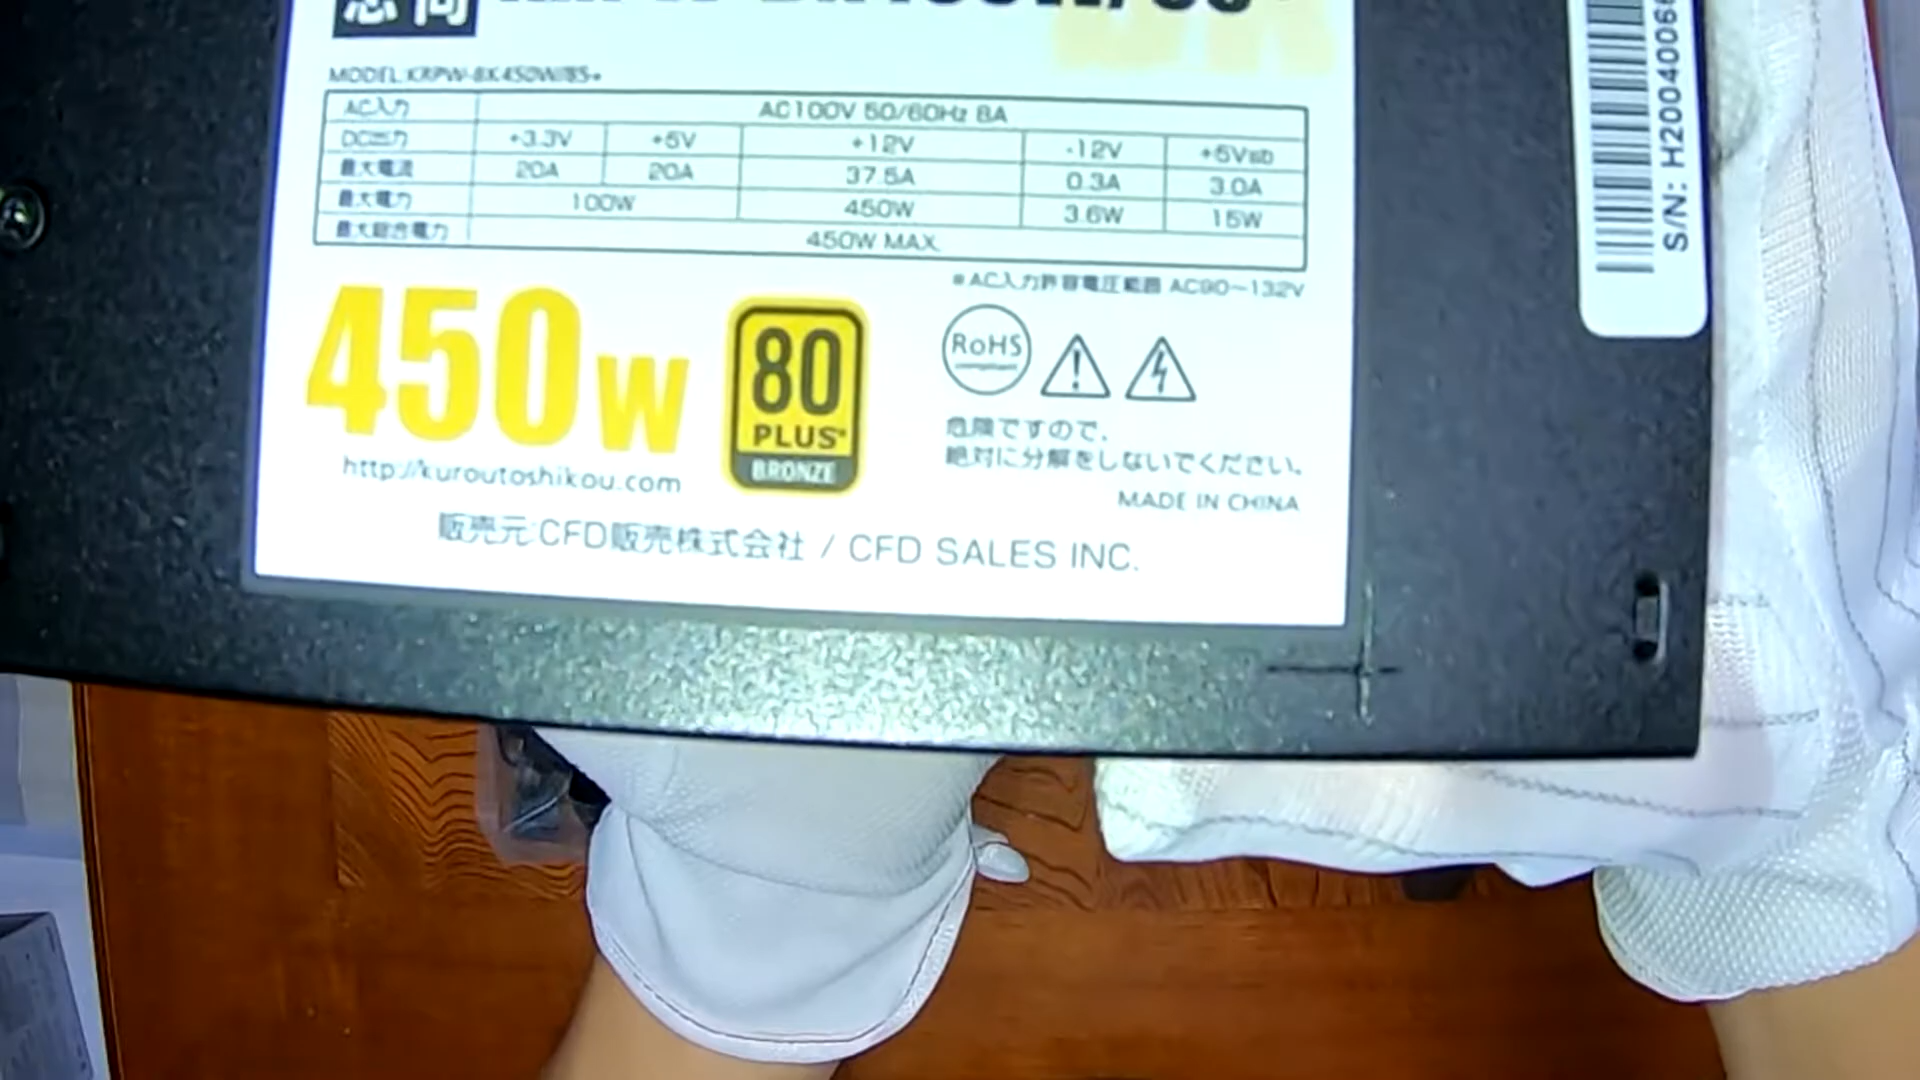 志向
MODEL:KRPW-BK450W/85+
AC入力 AC100V 50/60Hz 8A
DC出力 +3.3V +5V +12V -12V +5Vsb
最大電流 20A 20A 37.5A 0.3A 3.0A
最大電力 100W 450W 3.6W 15W
最大総合電力 450W MAX
※AC入力許容電圧範囲 AC90~132V
450W
80
PLUS
BRONZE
RoHS
compliant
http://kuroutoshikou.com
危険ですので、
絶対に分解をしないでください。
MADE IN CHINA
販売元:CFD販売株式会社 / CFD SALES INC.